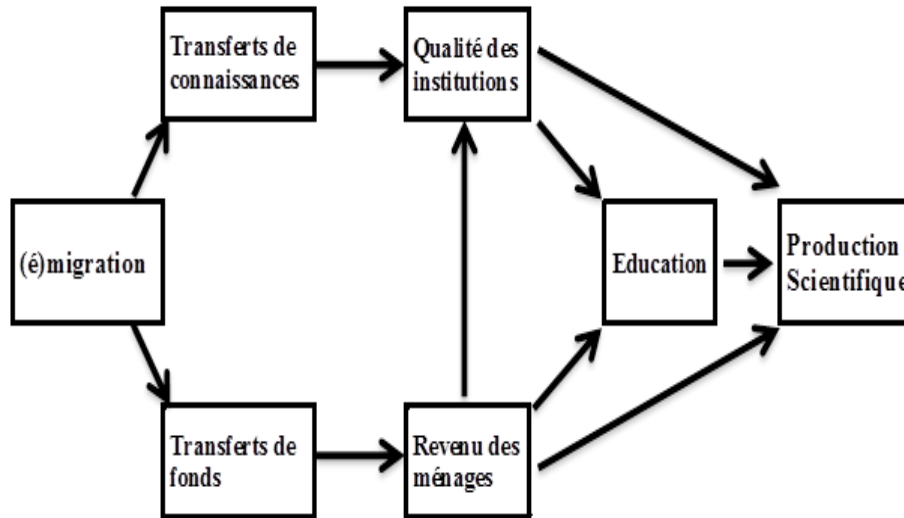 Transferts de
connaissances
Qualité des
institutions
(é)migration
Education
Production
Scientifique
Transferts de
fonds
Revenu des
ménages